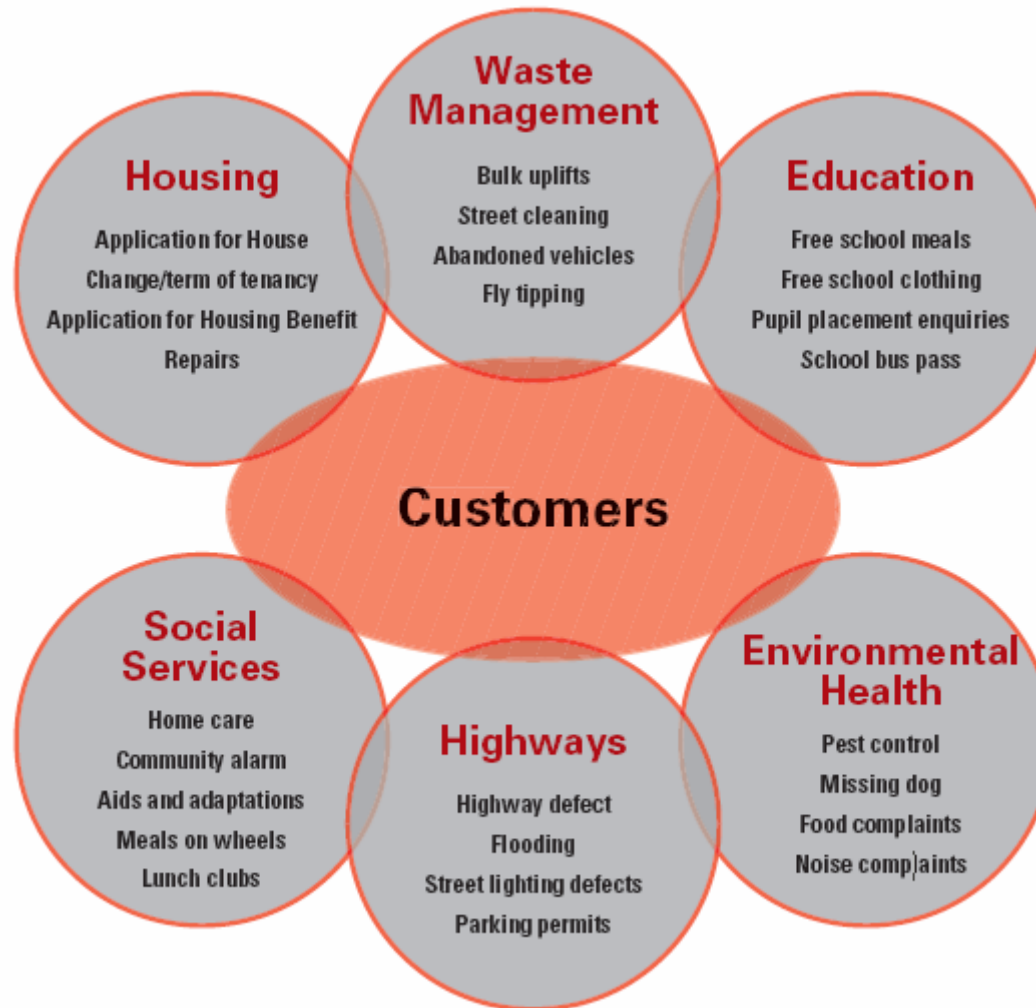 Waste
Management
Bulk uplifts
Street cleaning
Abandoned vehicles
Fly tipping
Housing
Application for House
Change/term of tenancy
Application for Housing Benefit
Repairs
Education
Free school meals
Free school clothing
Pupil placement enquiries
School bus pass
Customers
Social
Services
Home care
Community alarm
Aids and adaptations
Meals on wheels
Lunch clubs
Highways
Highway defect
Flooding
Street lighting defects
Parking permits
Environmental
Health
Pest control
Missing dog
Food complaints
Noise complaints